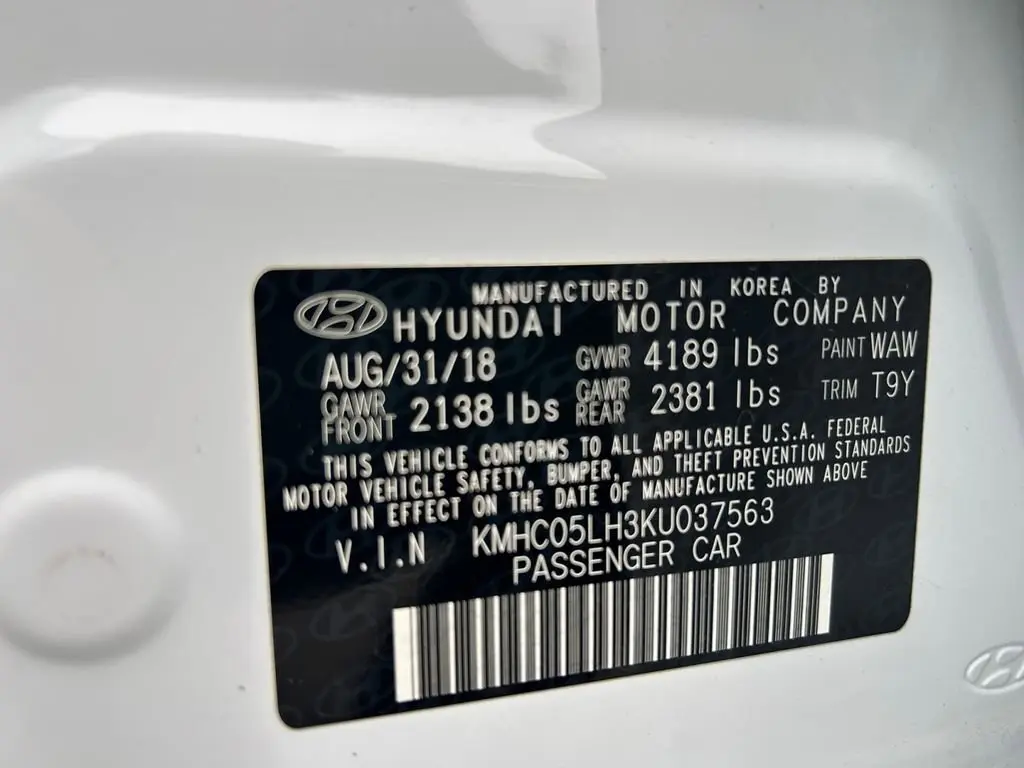 MANUFACTURED IN KOREA BY
HYUNDAI MOTOR COMPANY
AUG/31/18 GVWR 4189 lbs PAINT WAW
GAWR FRONT 2138 lbs GAWR REAR 2381 lbs TRIM T9Y
THIS VEHICLE CONFORMS TO ALL APPLICABLE U.S.A. FEDERAL
MOTOR VEHICLE SAFETY, BUMPER, AND THEFT PREVENTION STANDARDS
IN EFFECT ON THE DATE OF MANUFACTURE SHOWN ABOVE
V.I.N KMHC05LH3KU037563
PASSENGER CAR